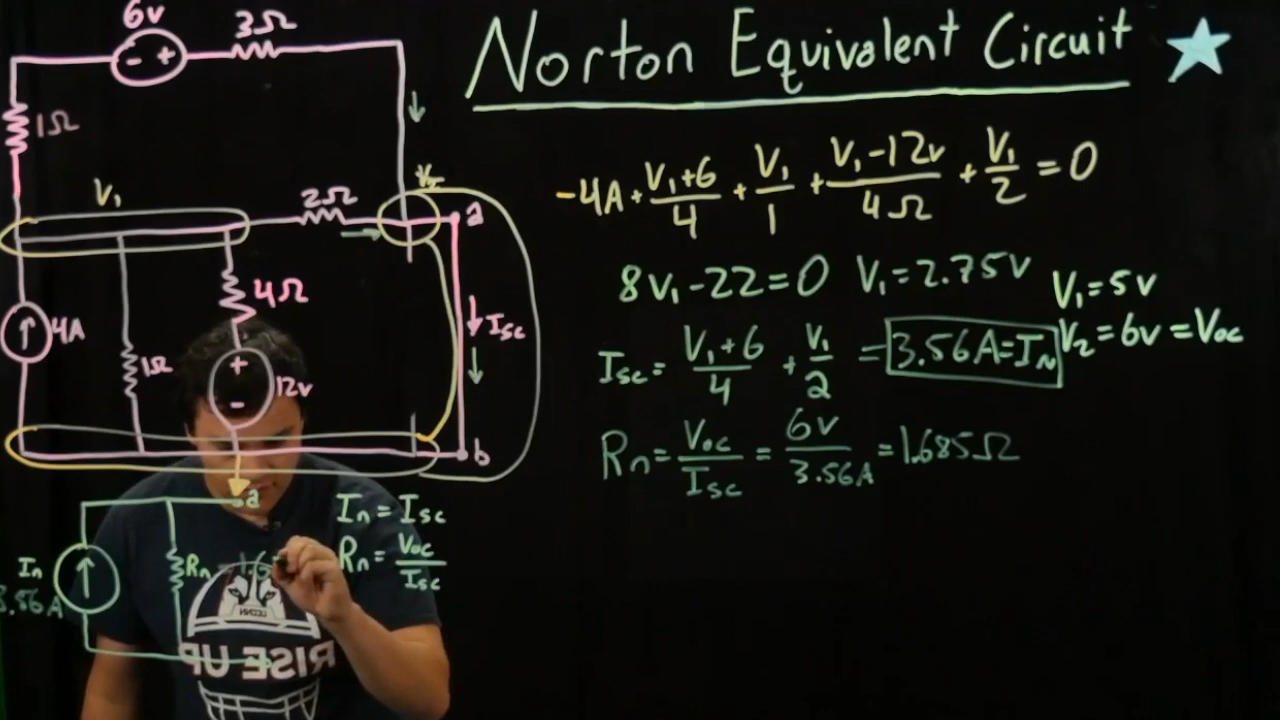 Norton Equivalent Circuit
6v
3Ω
1Ω
V₁
2Ω
a
4Ω
Isc
4A
1Ω
12v
b
-4A + V₁+6/4 + V₁/1 + V₁-12v/4Ω + V₁/2 = 0
8V₁-22=0 V₁=2.75v
V₁=5v
V₂=6v=Voc
Isc= V₁+6/4 + V₁/2 = 3.56A=IN
Rn= Voc/Isc = 6v/3.56A = 1.685Ω
a
In = Isc
Rn = Voc/Isc
In
3.56A
Rn = 1.6
UCONN
RISE UP